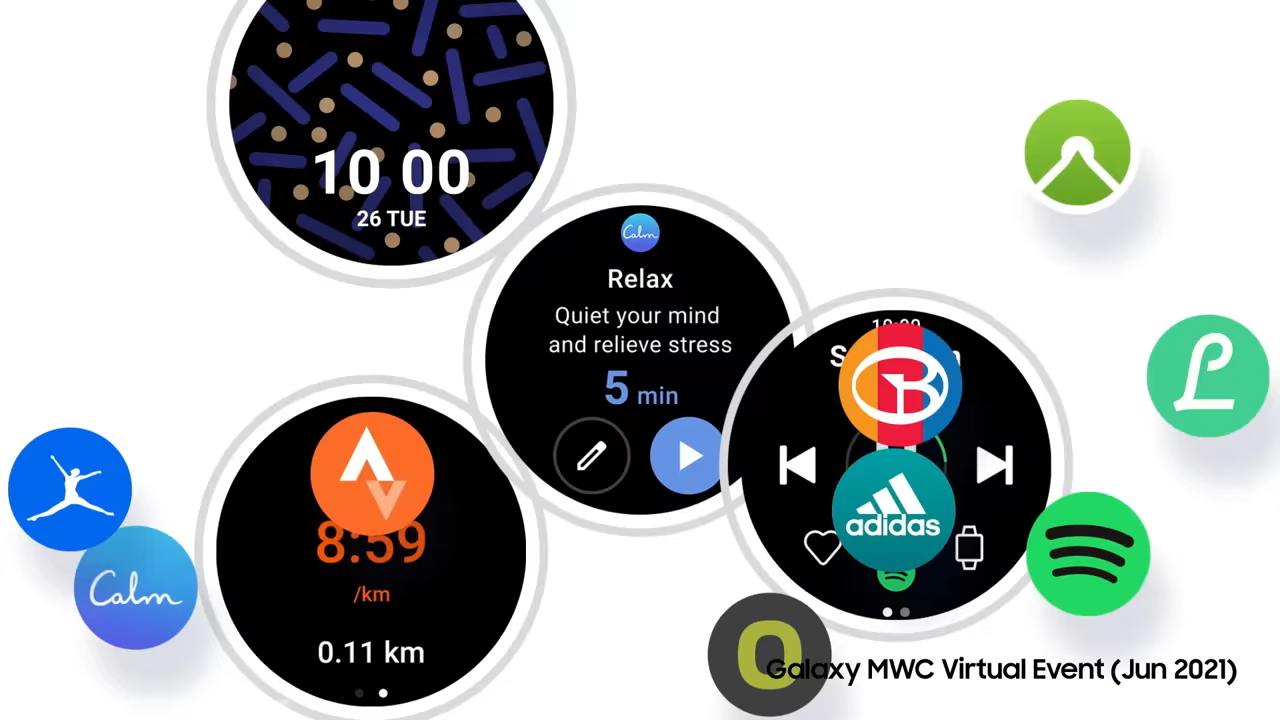 10 00
26 TUE
Calm
Relax
Quiet your mind
and relieve stress
5 min
B
adidas
8:59
/km
0.11 km
Calm
Galaxy MWC Virtual Event (Jun 2021)